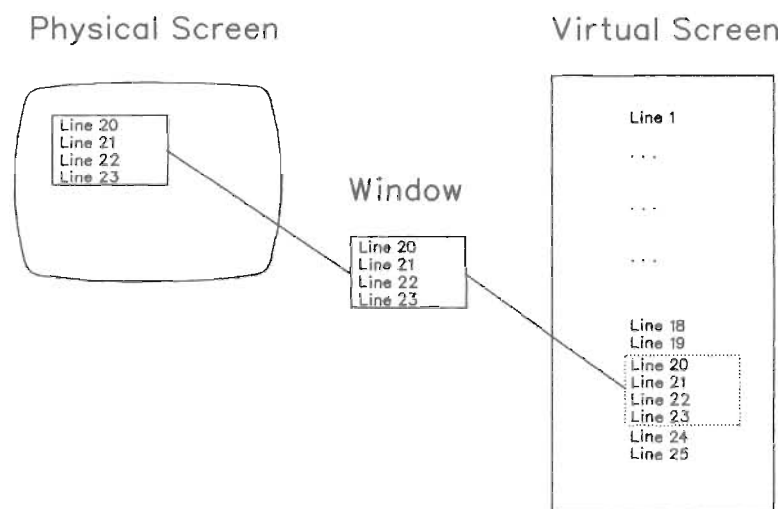 Physical Screen
Line 20
Line 21
Line 22
Line 23
Window
Line 20
Line 21
Line 22
Line 23
Virtual Screen
Line 1
. . .
. . .
. . .
Line 18
Line 19
Line 20
Line 21
Line 22
Line 23
Line 24
Line 25